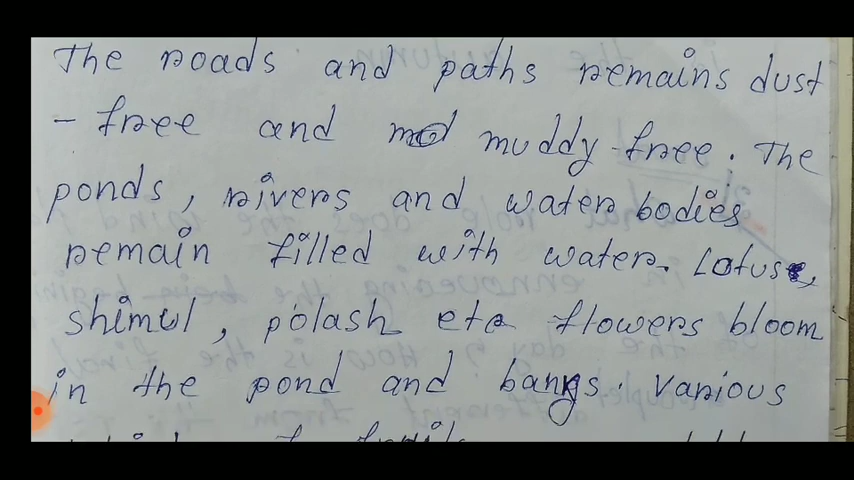 The roads and paths remains dust
- free and muddy-free. The
ponds, rivers and water bodies
remain filled with water. Lotus,
shimul, polash etc flowers bloom
in the pond and banks. Various